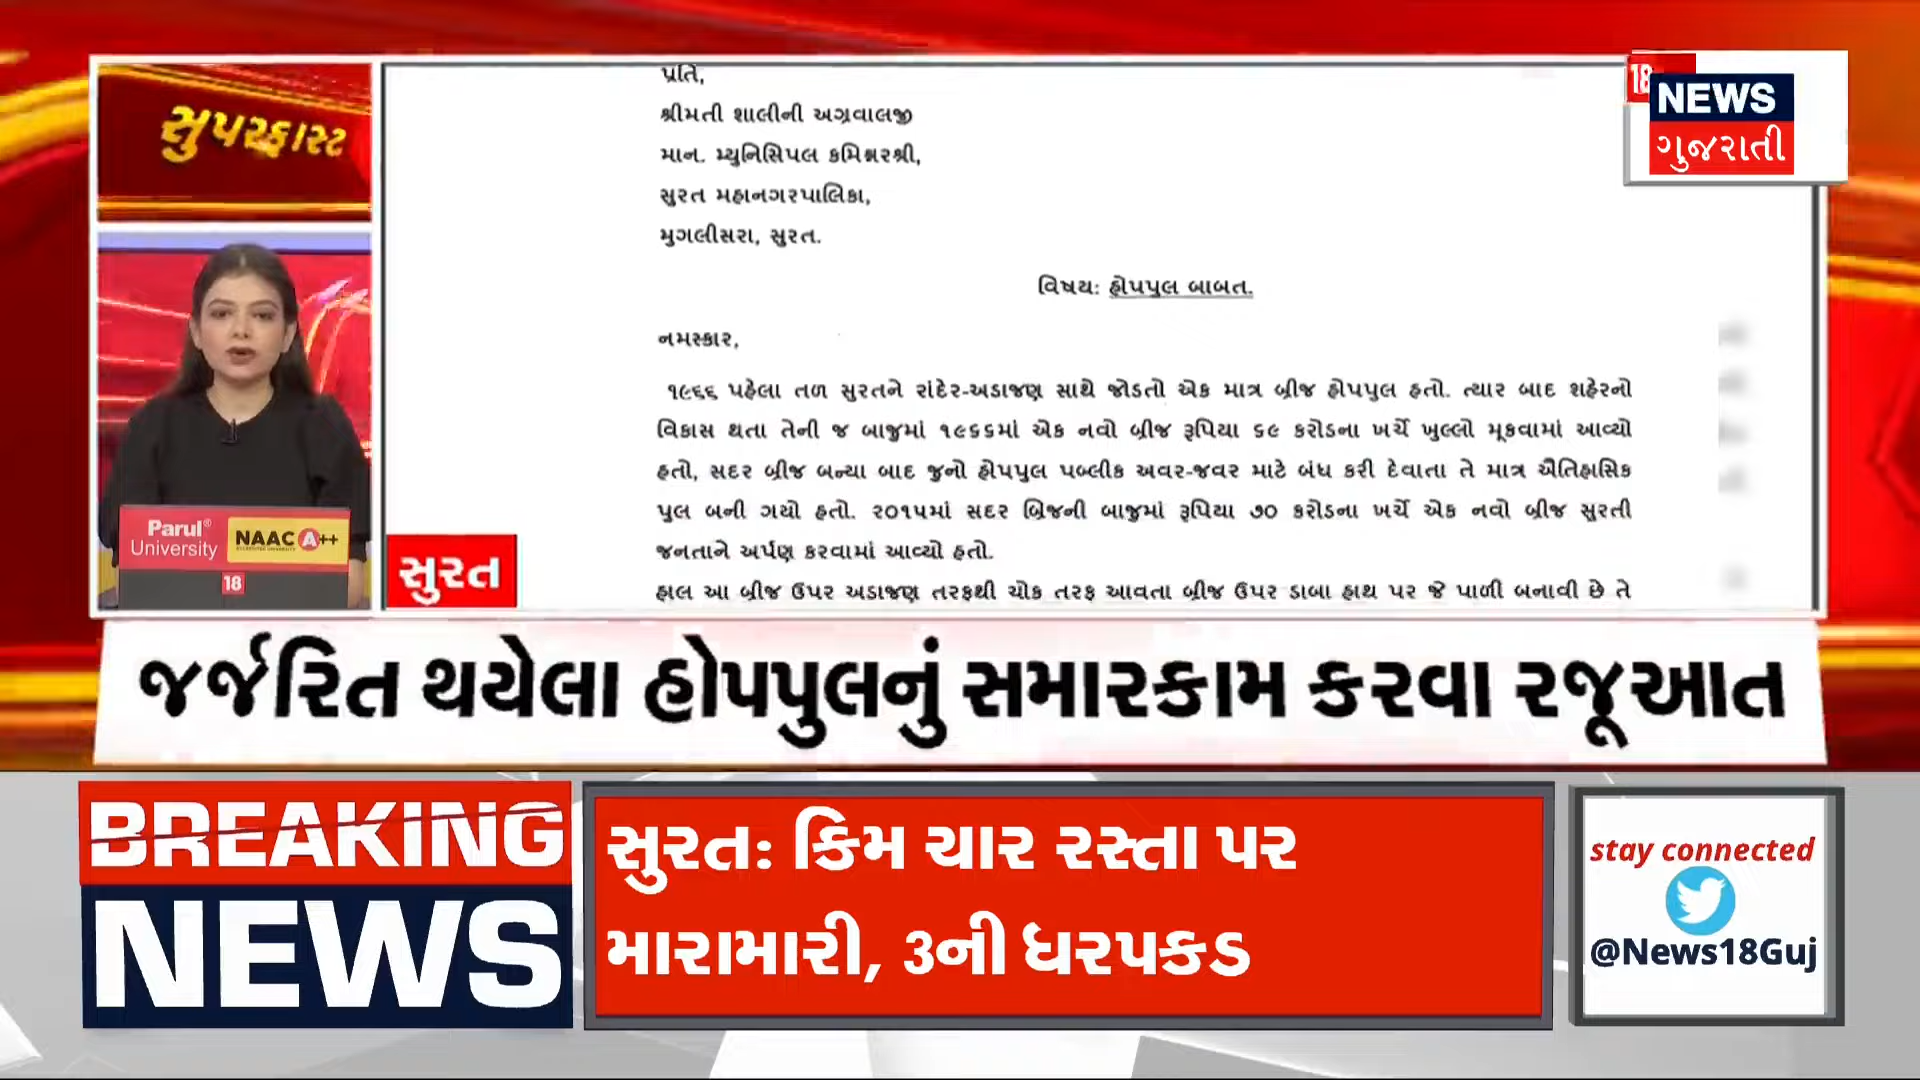 સુપરફાસ્ટ
પ્રતિ,
શ્રીમતી શાલીની અગ્રવાલજી
માન. મ્યુનિસિપલ કમિશ્નરશ્રી,
સુરત મહાનગરપાલિકા,
મુગલીસરા, સુરત.
વિષય: હોપપુલ બાબત.
નમસ્કાર,
૧૯૬૬ પહેલા તળ સુરતને રાંદેર-અડાજણ સાથે જોડતો એક માત્ર બ્રીજ હોપપુલ હતો. ત્યાર બાદ શહેરનો
વિકાસ થતા તેની જ બાજુમાં ૧૯૬૬માં એક નવો બ્રીજ રૂપિયા ૬૯ કરોડના ખર્ચે ખુલ્લો મૂકવામાં આવ્યો
હતો, સદર બ્રીજ બન્યા બાદ જુનો હોપપુલ પબ્લીક અવર-જવર માટે બંધ કરી દેવાતા તે માત્ર ઐતિહાસિક
પુલ બની ગયો હતો. ૨૦૧૫માં સદર બ્રિજની બાજુમાં રૂપિયા ૭૦ કરોડના ખર્ચે એક નવો બ્રીજ સુરતી
જનતાને અર્પણ કરવામાં આવ્યો હતો.
હાલ આ બ્રીજ ઉપર અડાજણ તરફથી ચોક તરફ આવતા બ્રીજ ઉપર ડાબા હાથ પર જે પાળી બનાવી છે તે
18
NEWS
ગુજરાતી
Parul®
University
NAAC A++
18
સુરત
જર્જરિત થયેલા હોપપુલનું સમારકામ કરવા રજૂઆત
BREAKING
NEWS
સુરત: કિમ ચાર રસ્તા પર
મારામારી, 3ની ધરપકડ
stay connected
@News18Guj